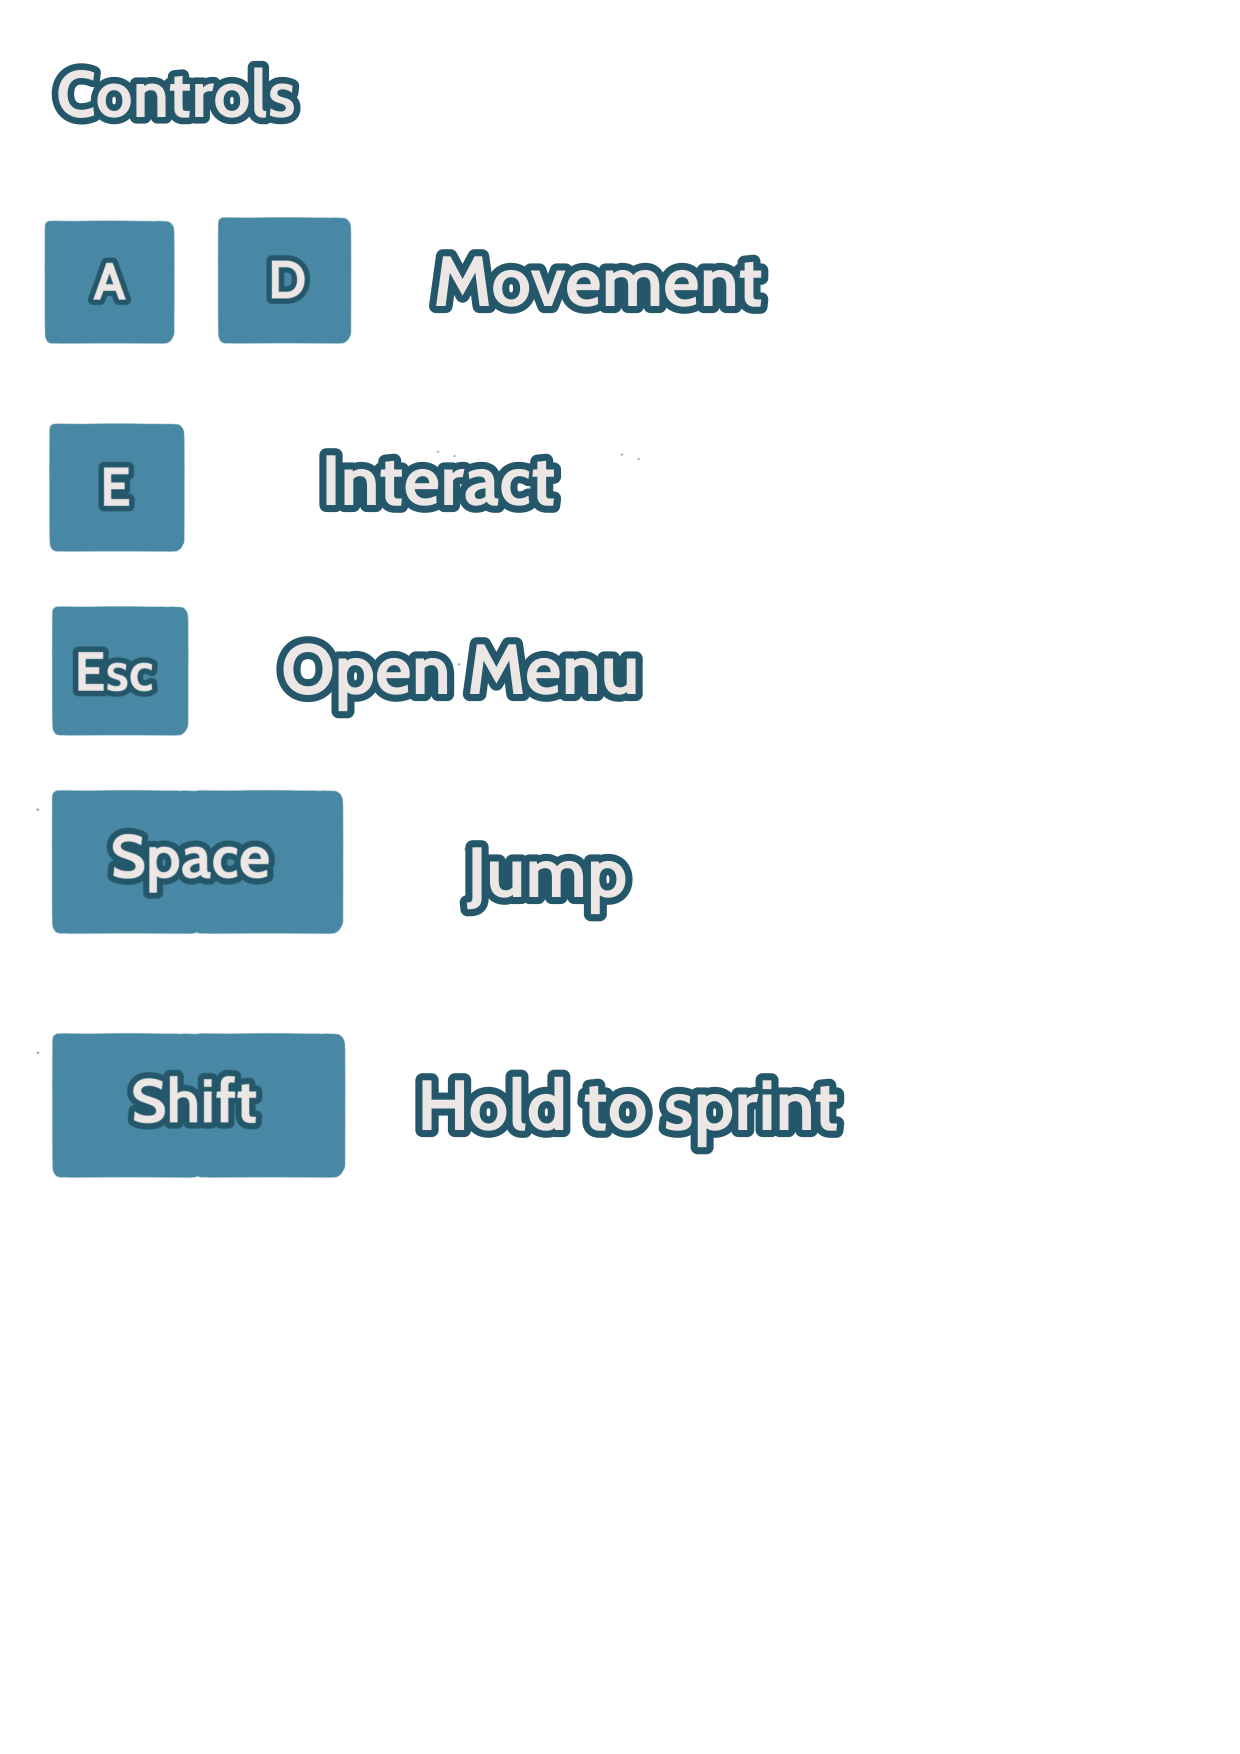 Controls
A D Movement
E Interact
Esc Open Menu
Space Jump
Shift Hold to sprint